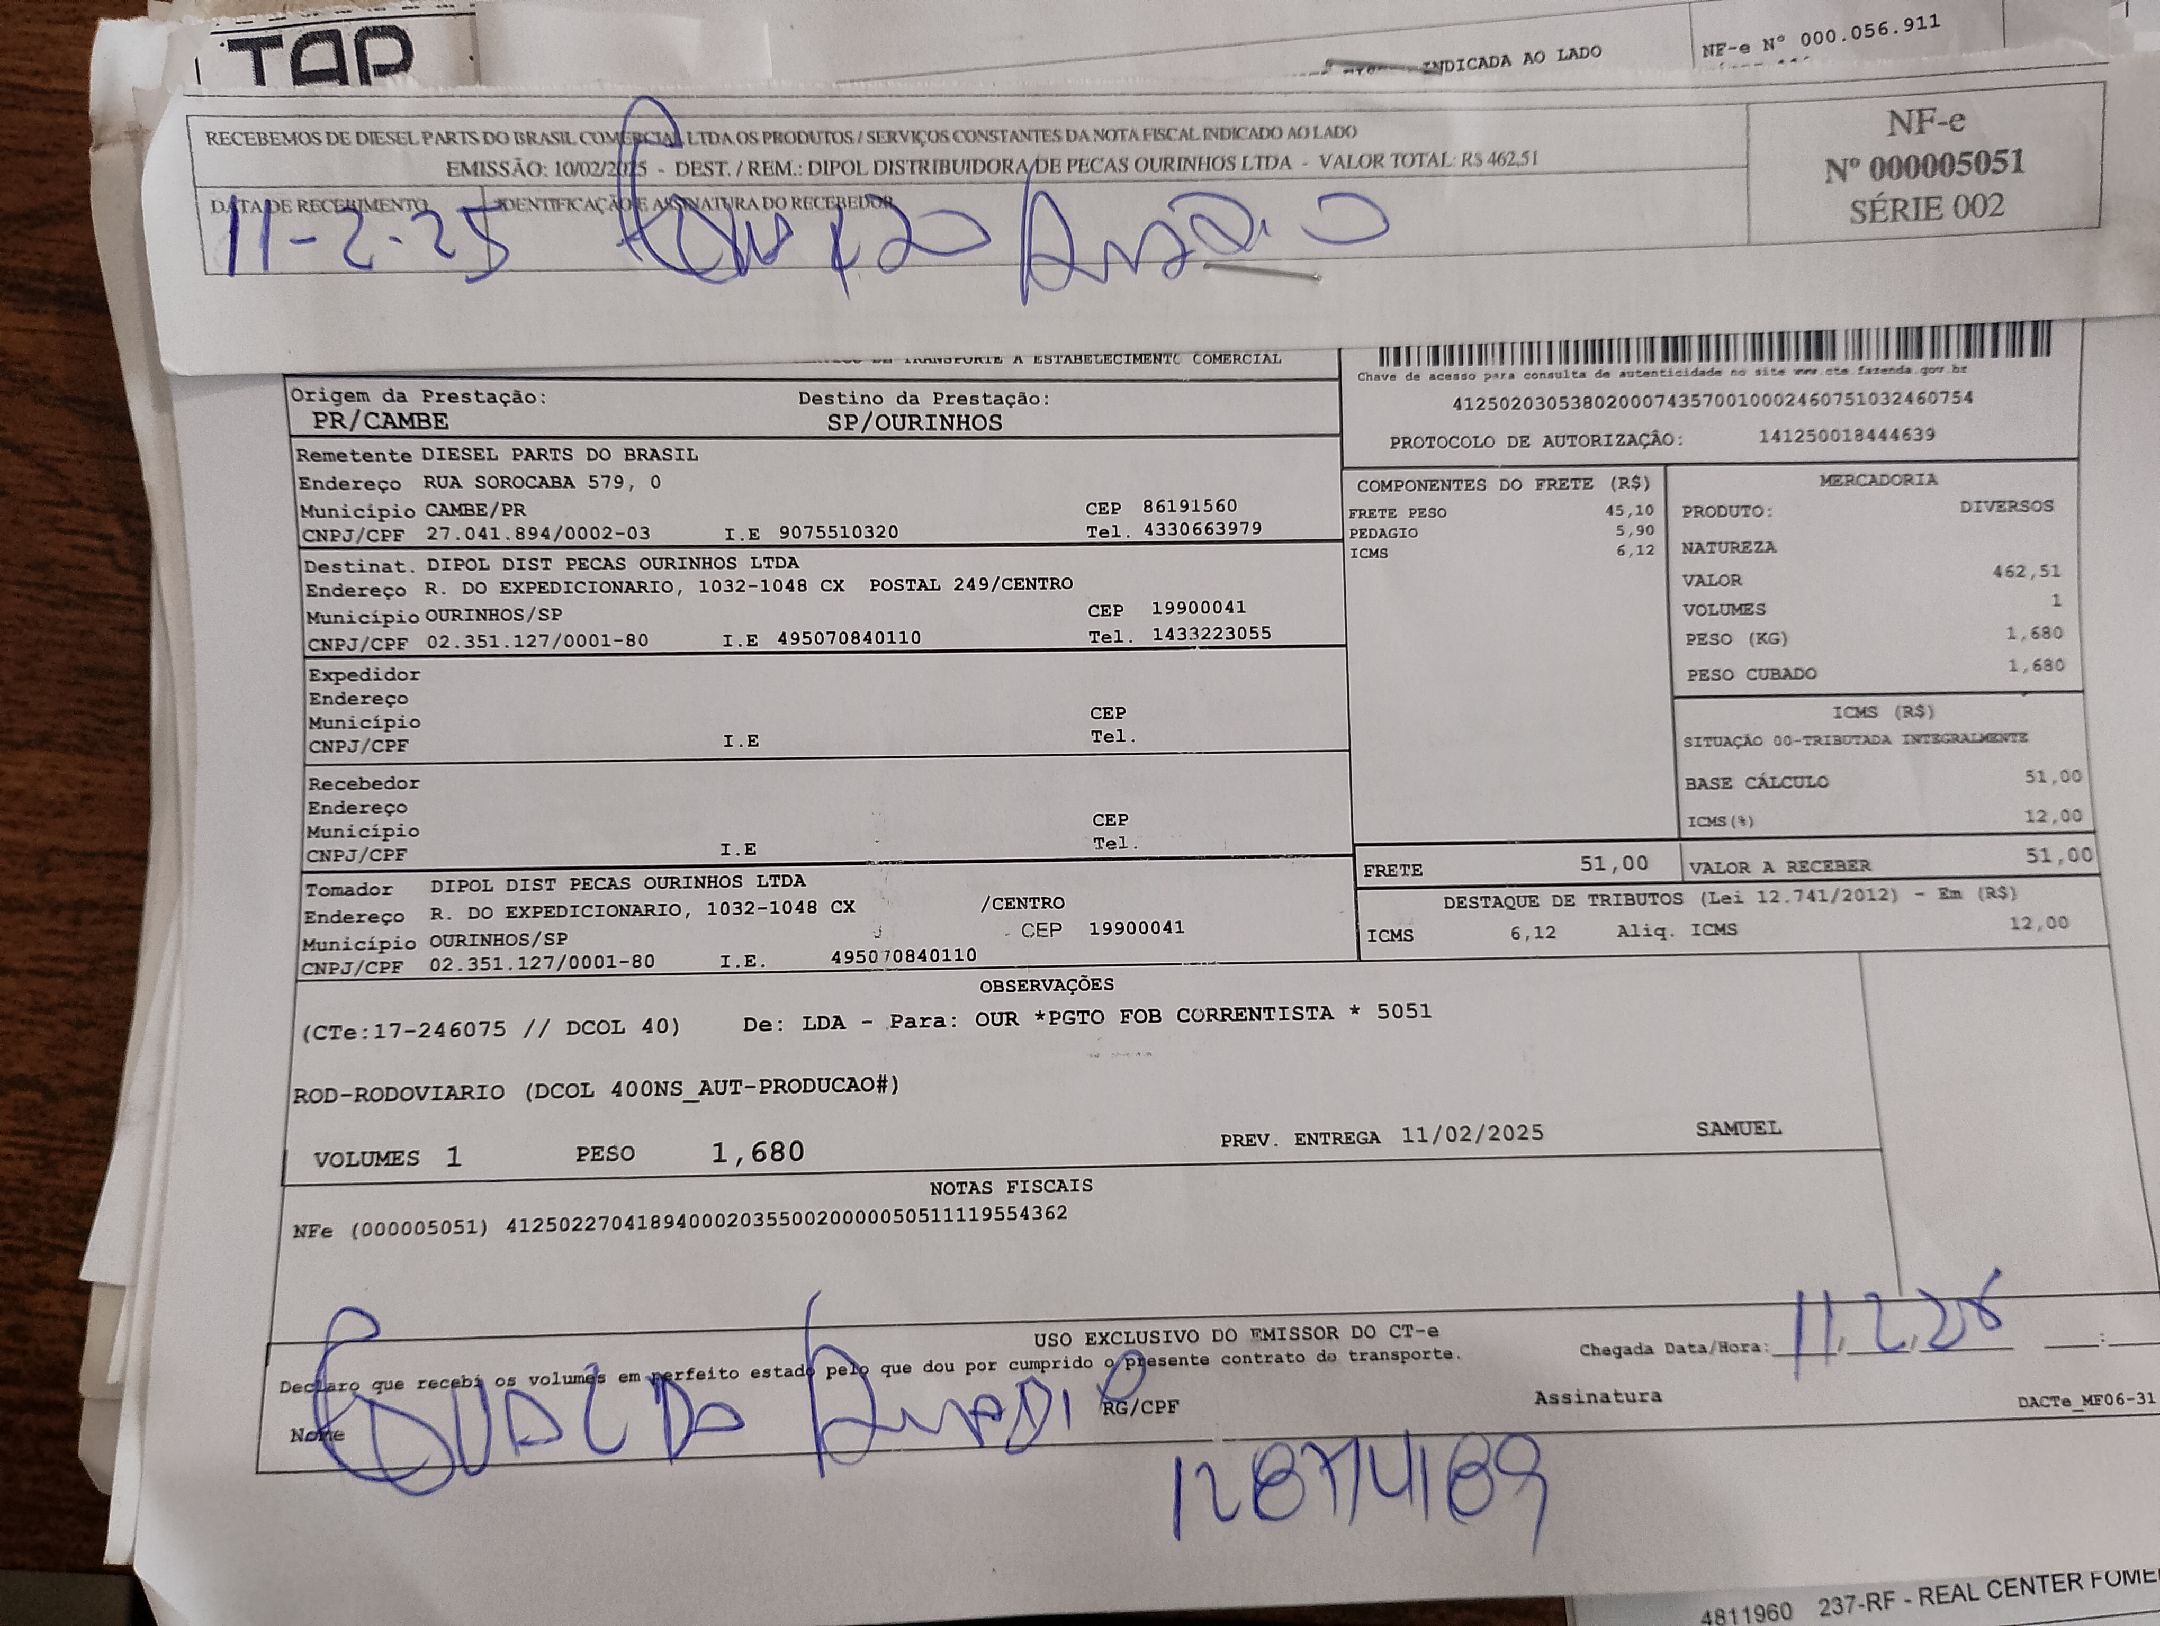 TAP
INDICADA AO LADO
NF-e Nº 000.056.911
RECEBEMOS DE DIESEL PARTS DO BRASIL COMERCIAL LTDA OS PRODUTOS / SERVIÇOS CONSTANTES DA NOTA FISCAL INDICADO AO LADO
EMISSÃO: 10/02/2025 - DEST. / REM.: DIPOL DISTRIBUIDORA DE PECAS OURINHOS LTDA - VALOR TOTAL: R$ 462,51
NF-e
Nº 000005051
SÉRIE 002
DATA DE RECEBIMENTO IDENTIFICAÇÃO E ASSINATURA DO RECEBEDOR
11-2-25
DE TRANSPORTE A ESTABELECIMENTO COMERCIAL
Chave de acesso para consulta de autenticidade no site www.cte.fazenda.gov.br
41250203053802000743570010002460751032460754
PROTOCOLO DE AUTORIZAÇÃO: 141250018444639
Origem da Prestação: Destino da Prestação:
PR/CAMBE SP/OURINHOS
Remetente DIESEL PARTS DO BRASIL
Endereço RUA SOROCABA 579, 0
Município CAMBE/PR CEP 86191560
CNPJ/CPF 27.041.894/0002-03 I.E 9075510320 Tel. 4330663979
Destinat. DIPOL DIST PECAS OURINHOS LTDA
Endereço R. DO EXPEDICIONARIO, 1032-1048 CX POSTAL 249/CENTRO
Município OURINHOS/SP CEP 19900041
CNPJ/CPF 02.351.127/0001-80 I.E 495070840110 Tel. 1433223055
Expedidor
Endereço
Município CEP
CNPJ/CPF I.E Tel.
Recebedor
Endereço
Município CEP
CNPJ/CPF I.E Tel.
Tomador DIPOL DIST PECAS OURINHOS LTDA
Endereço R. DO EXPEDICIONARIO, 1032-1048 CX /CENTRO
Município OURINHOS/SP CEP 19900041
CNPJ/CPF 02.351.127/0001-80 I.E. 495070840110
COMPONENTES DO FRETE (R$)
FRETE PESO 45,10
PEDAGIO 5,90
ICMS 6,12
MERCADORIA
PRODUTO: DIVERSOS
NATUREZA
VALOR 462,51
VOLUMES 1
PESO (KG) 1,680
PESO CUBADO 1,680
ICMS (R$)
SITUAÇÃO 00-TRIBUTADA INTEGRALMENTE
BASE CÁLCULO 51,00
ICMS(%) 12,00
FRETE 51,00 VALOR A RECEBER 51,00
DESTAQUE DE TRIBUTOS (Lei 12.741/2012) - Em (R$)
ICMS 6,12 Aliq. ICMS 12,00
OBSERVAÇÕES
(CTe:17-246075 // DCOL 40) De: LDA - Para: OUR *PGTO FOB CORRENTISTA * 5051
ROD-RODOVIARIO (DCOL 400NS_AUT-PRODUCAO#)
VOLUMES 1 PESO 1,680 PREV. ENTREGA 11/02/2025 SAMUEL
NOTAS FISCAIS
NFe (000005051) 41250227041894000203550020000050511119554362
USO EXCLUSIVO DO EMISSOR DO CT-e
Declaro que recebi os volumes em perfeito estado pelo que dou por cumprido o presente contrato de transporte.
Chegada Data/Hora: 11 2 25 :
Nome RG/CPF Assinatura DACTe_MF06-31
4811960 237-RF - REAL CENTER FOME